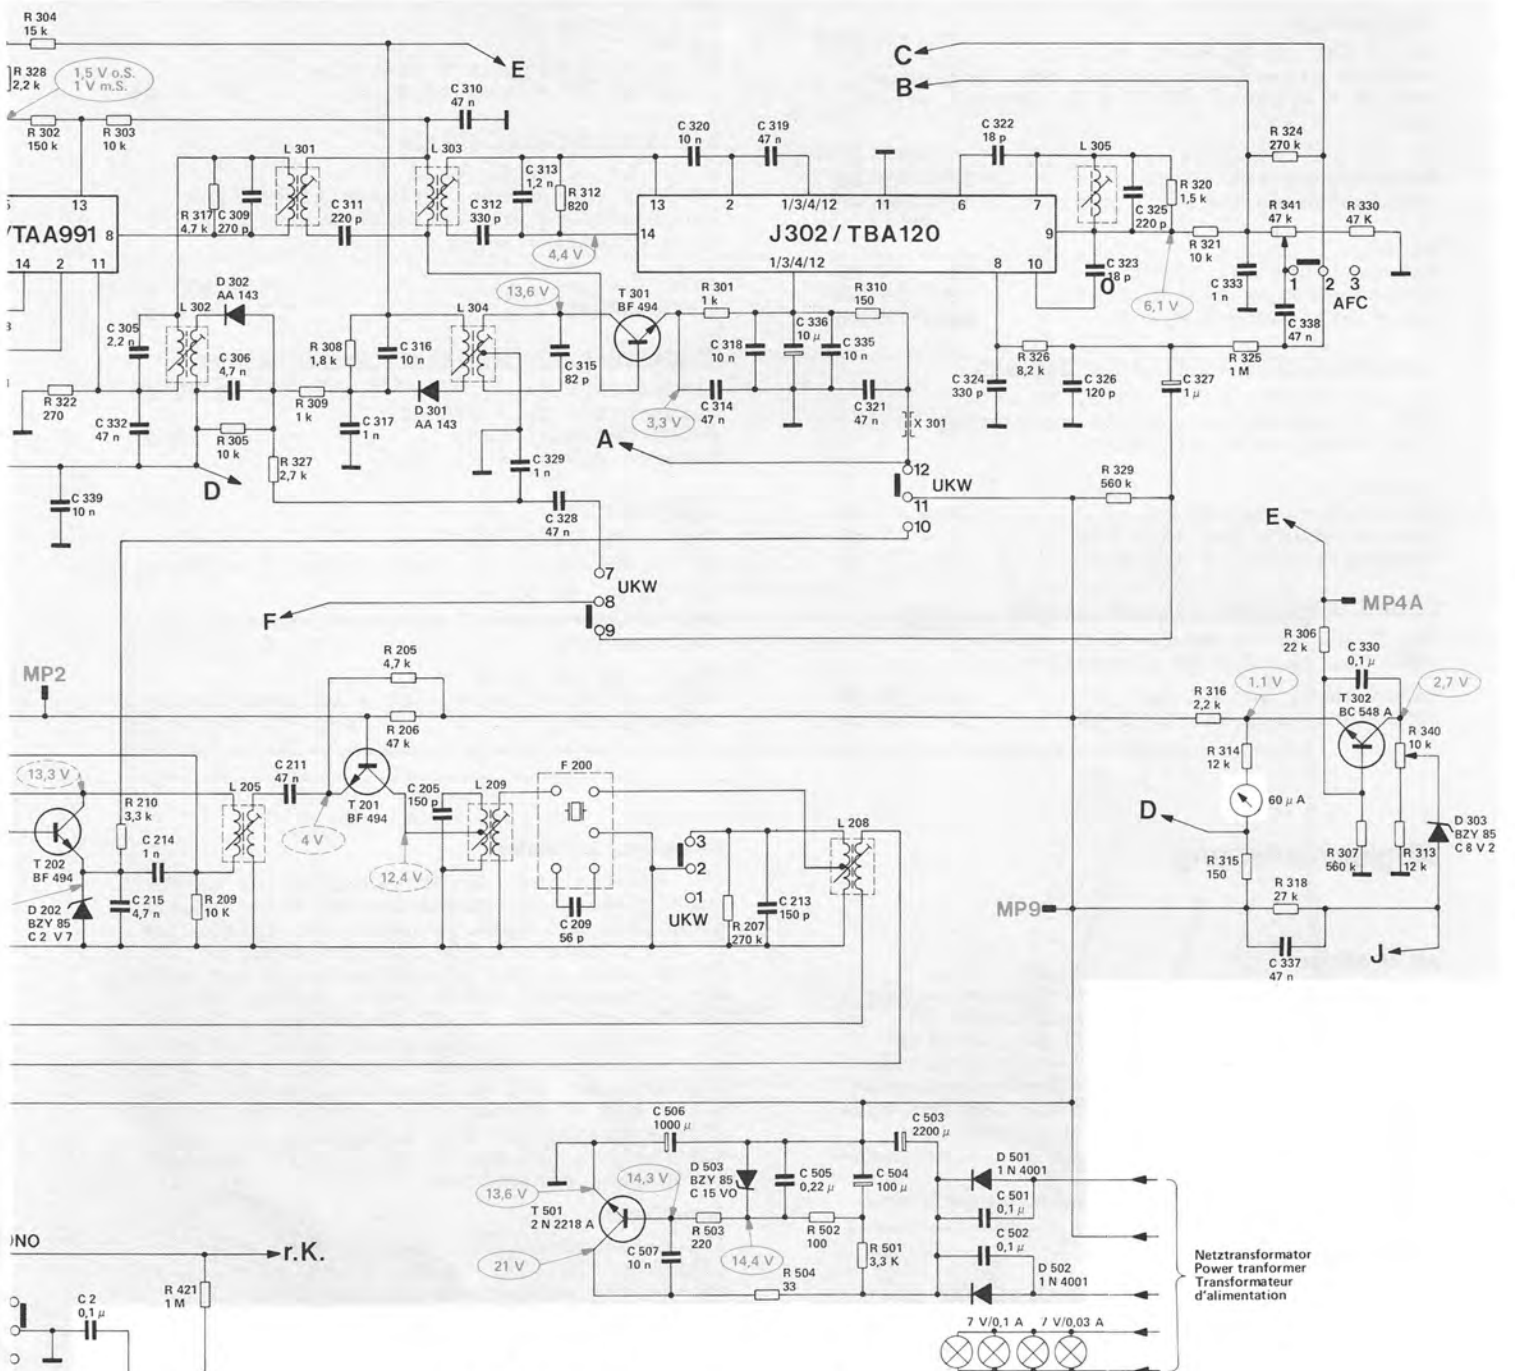 R 304
15 k
E
C
B
R 328
2,2 k
1,5 V o.S.
1 V m.S.
C 310
47 n
R 302
150 k
R 303
10 k
L 301
L 303
C 313
1,2 n
R 312
820
C 320
10 n
C 319
47 n
C 322
18 p
L 305
R 324
270 k
R 317
4,7 k
C 309
270 p
C 311
220 p
C 312
330 p
C 325
220 p
R 320
1,5 k
R 321
10 k
R 341
47 k
R 330
47 K
13
/TAA991
8
14
2
11
13
2
1/3/4/12
11
6
7
14
J302/TBA120
9
1/3/4/12
8
10
4,4 V
C 323
18 p
O
6,1 V
C 333
1 n
1
2
3
AFC
C 338
47 n
D 302
AA 143
13,6 V
T 301
BF 494
R 301
1 k
R 310
150
L 302
L 304
C 305
2,2 n
C 306
4,7 n
R 308
1,8 k
C 316
10 n
C 315
82 p
C 318
10 n
C 336
10 µ
C 335
10 n
R 326
8,2 k
R 325
1 M
R 322
270
C 332
47 n
R 309
1 k
C 317
1 n
D 301
AA 143
3,3 V
C 314
47 n
C 321
47 n
C 324
330 p
C 326
120 p
C 327
1 µ
X 301
R 305
10 k
R 327
2,7 k
A
C 329
1 n
D
C 339
10 n
C 328
47 n
12
UKW
11
10
R 329
560 k
E
7
UKW
8
9
F
MP4A
MP2
R 205
4,7 k
R 206
47 k
R 306
22 k
C 330
0,1 µ
1,1 V
2,7 V
R 316
2,2 k
T 302
BC 548 A
R 340
10 k
R 314
12 k
60 µ A
D
R 315
150
R 307
560 k
R 313
12 k
D 303
BZY 85
C 8 V 2
MP9
R 318
27 k
C 337
47 n
J
13,3 V
R 210
3,3 k
C 214
1 n
L 205
C 211
47 n
4 V
T 201
BF 494
C 205
150 p
L 209
12,4 V
F 200
C 209
56 p
3
2
1
UKW
R 207
270 k
C 213
150 p
L 208
T 202
BF 494
D 202
BZY 85
C 2 V 7
C 215
4,7 n
R 209
10 K
C 506
1000 µ
C 503
2200 µ
13,6 V
14,3 V
D 503
BZY 85
C 15 VO
C 505
0,22 µ
C 504
100 µ
D 501
1 N 4001
C 501
0,1 µ
T 501
2 N 2218 A
R 503
220
R 502
100
C 502
0,1 µ
21 V
C 507
10 n
14,4 V
R 501
3,3 K
R 504
33
D 502
1 N 4001
Netztransformator
Power tranformer
Transformateur
d'alimentation
7 V/0,1 A
7 V/0,03 A
r.K.
R 421
1 M
C 2
0,1 µ